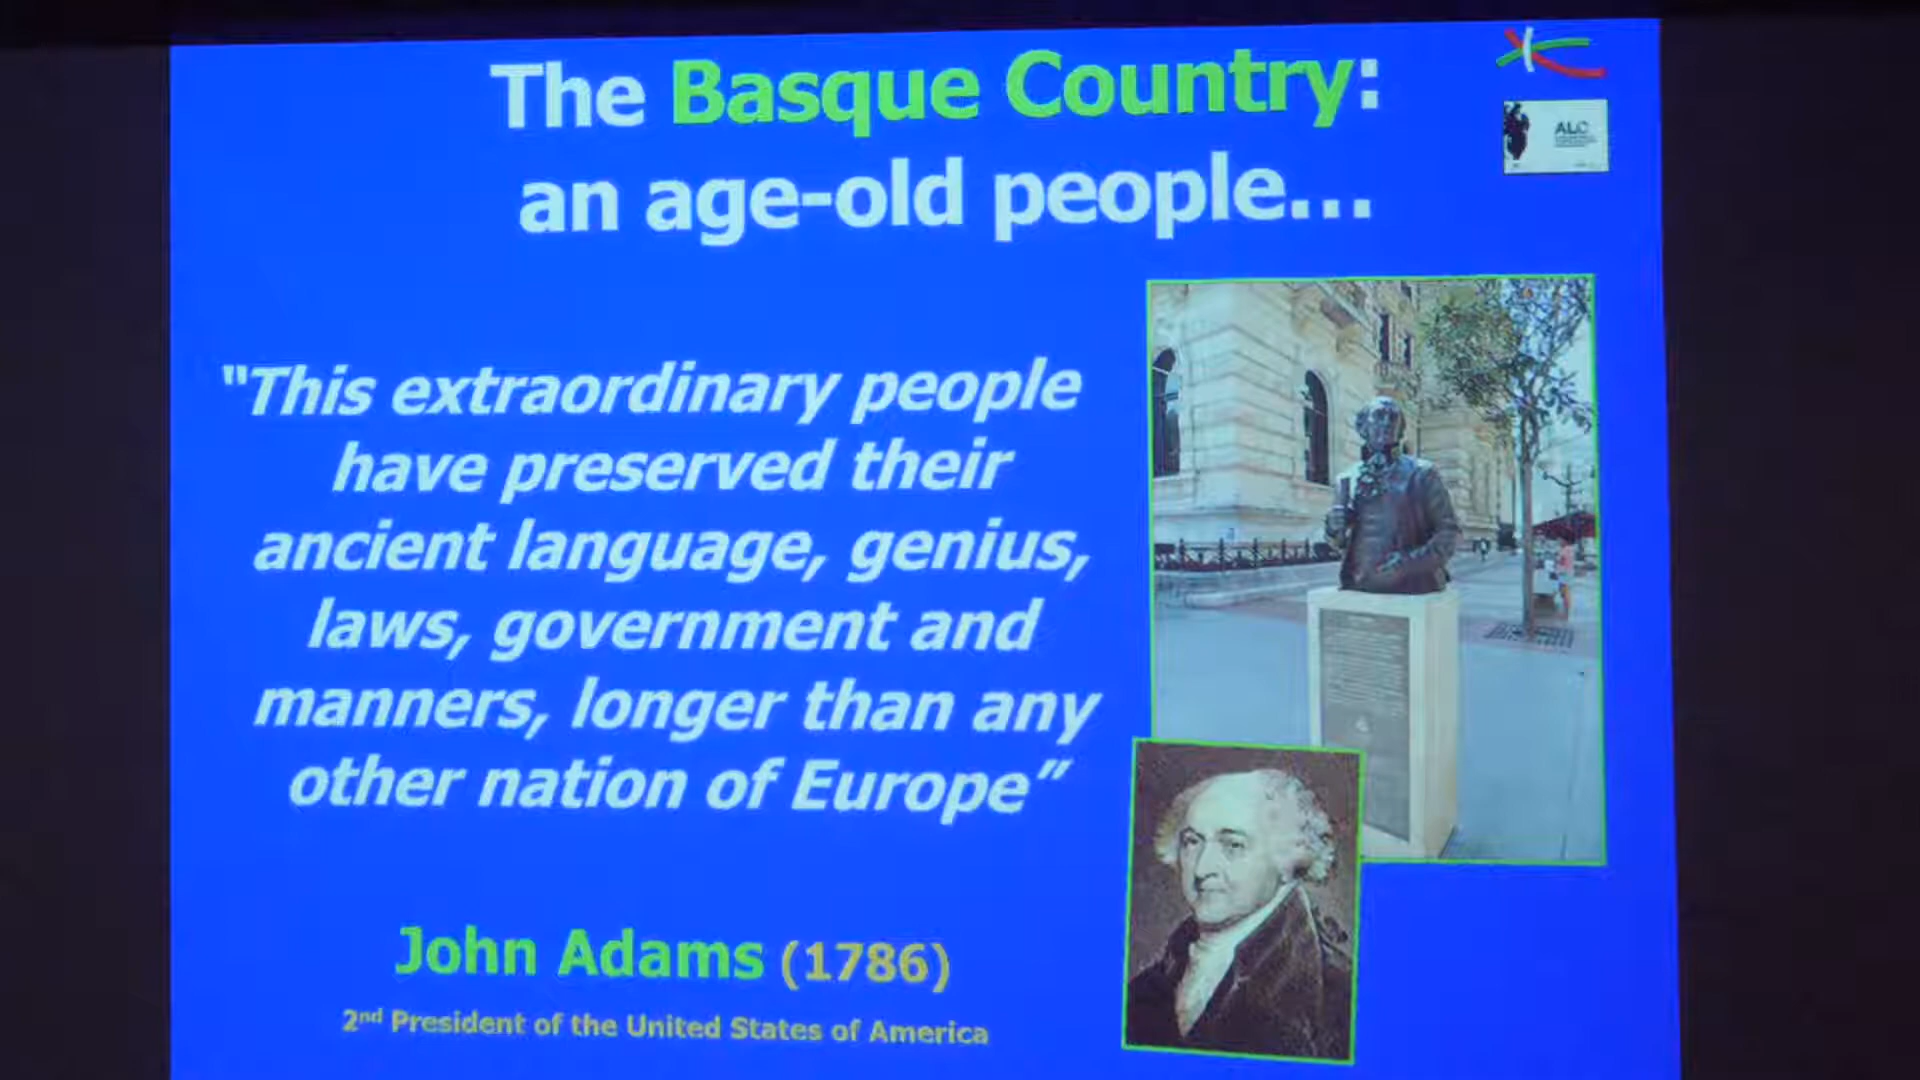 The Basque Country:
an age-old people...
ALC
"This extraordinary people
have preserved their
ancient language, genius,
laws, government and
manners, longer than any
other nation of Europe"
John Adams (1786)
2nd President of the United States of America